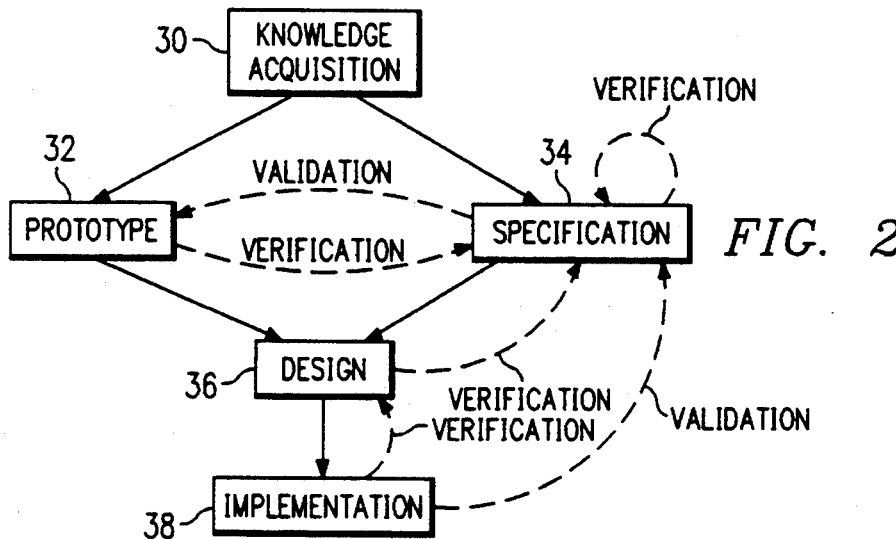 30
KNOWLEDGE
ACQUISITION
VERIFICATION
32
VALIDATION
34
PROTOTYPE
VERIFICATION
SPECIFICATION
FIG. 2
36
DESIGN
VERIFICATION
VERIFICATION
VALIDATION
38
IMPLEMENTATION